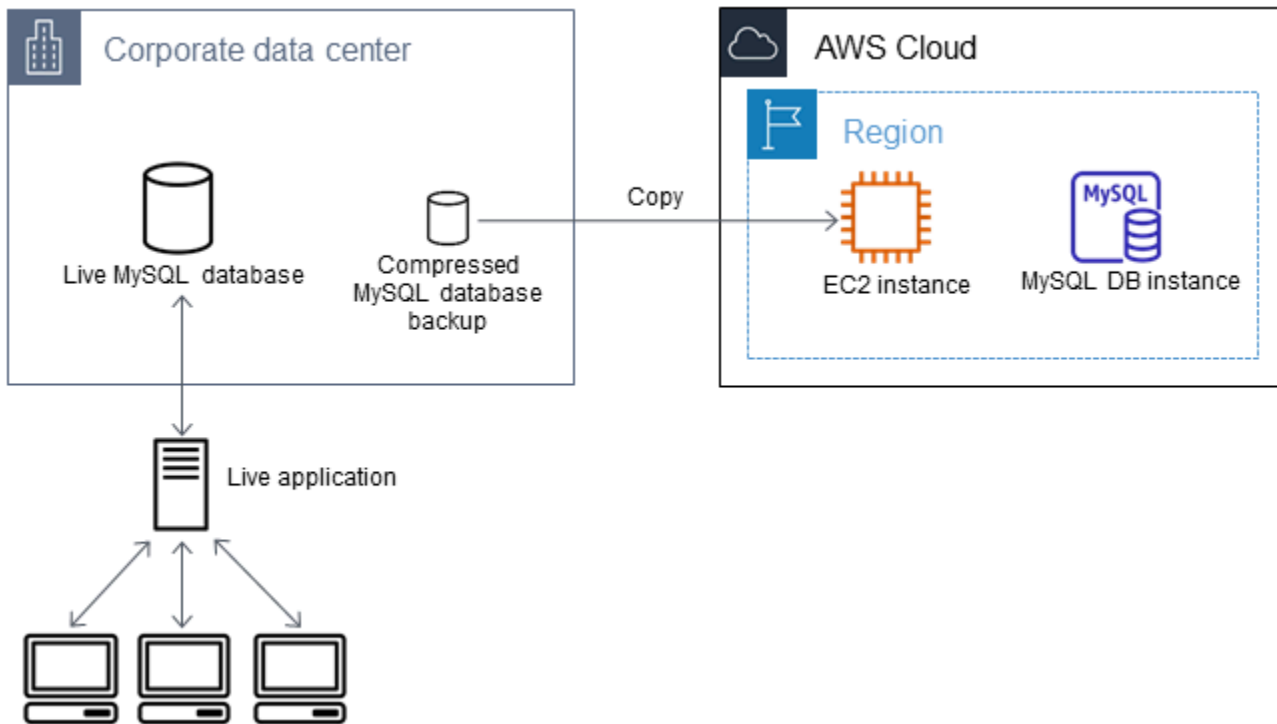 Corporate data center
AWS Cloud
Region
Copy
MySQL
Live MySQL database
Compressed
MySQL database
backup
EC2 instance
MySQL DB instance
Live application